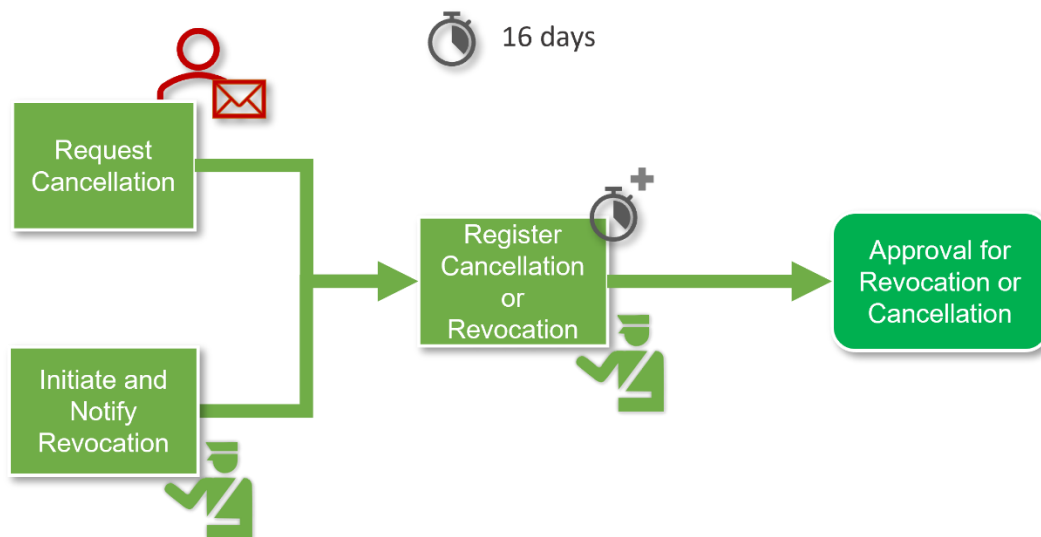 16 days
Request
Cancellation
Register
Cancellation
or
Revocation
Approval for
Revocation or
Cancellation
Initiate and
Notify
Revocation